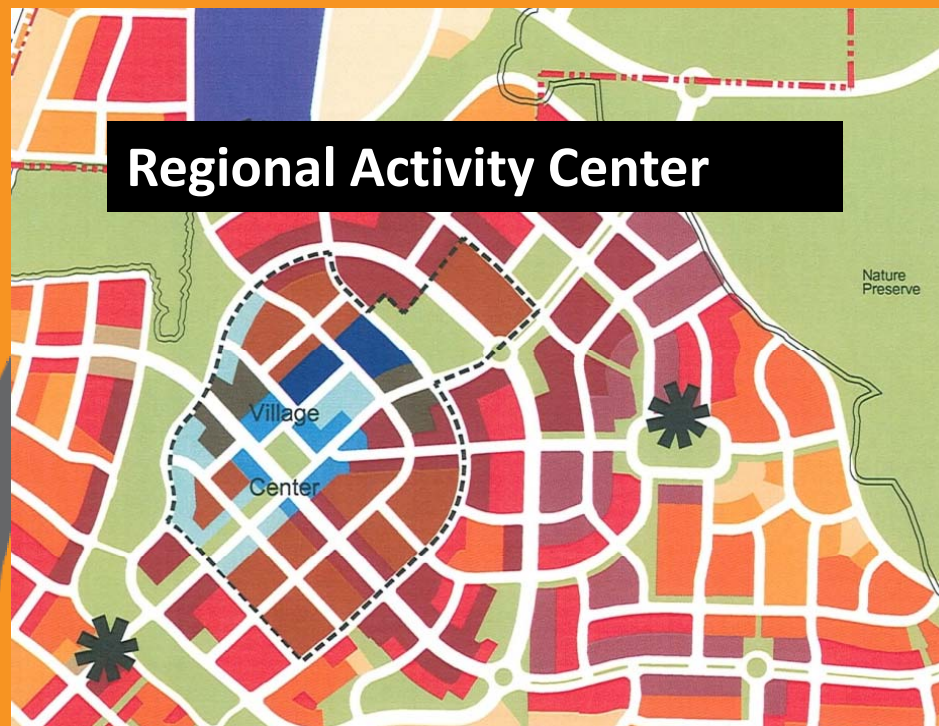 Regional Activity Center
Nature
Preserve
Village
Center